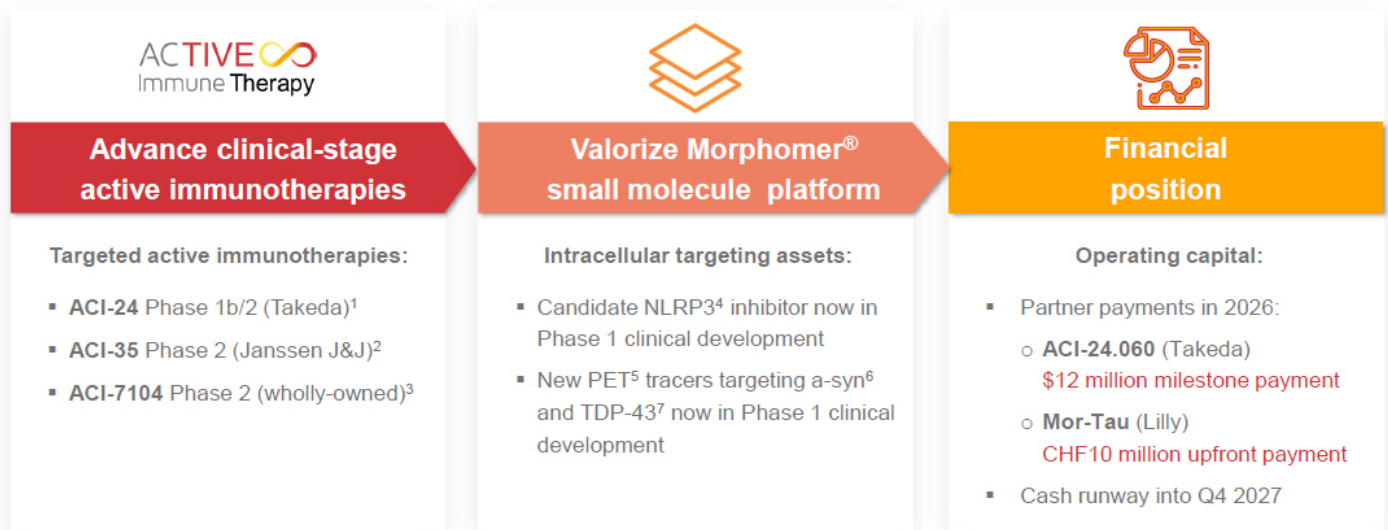 ACTIVE
Immune Therapy
Advance clinical-stage
active immunotherapies
Targeted active immunotherapies:
▪ ACI-24 Phase 1b/2 (Takeda)¹
▪ ACI-35 Phase 2 (Janssen J&J)²
▪ ACI-7104 Phase 2 (wholly-owned)³
Valorize Morphomer®
small molecule platform
Intracellular targeting assets:
▪ Candidate NLRP3⁴ inhibitor now in
Phase 1 clinical development
▪ New PET⁵ tracers targeting a-syn⁶
and TDP-43⁷ now in Phase 1 clinical
development
Financial
position
Operating capital:
▪ Partner payments in 2026:
o ACI-24.060 (Takeda)
$12 million milestone payment
o Mor-Tau (Lilly)
CHF10 million upfront payment
▪ Cash runway into Q4 2027